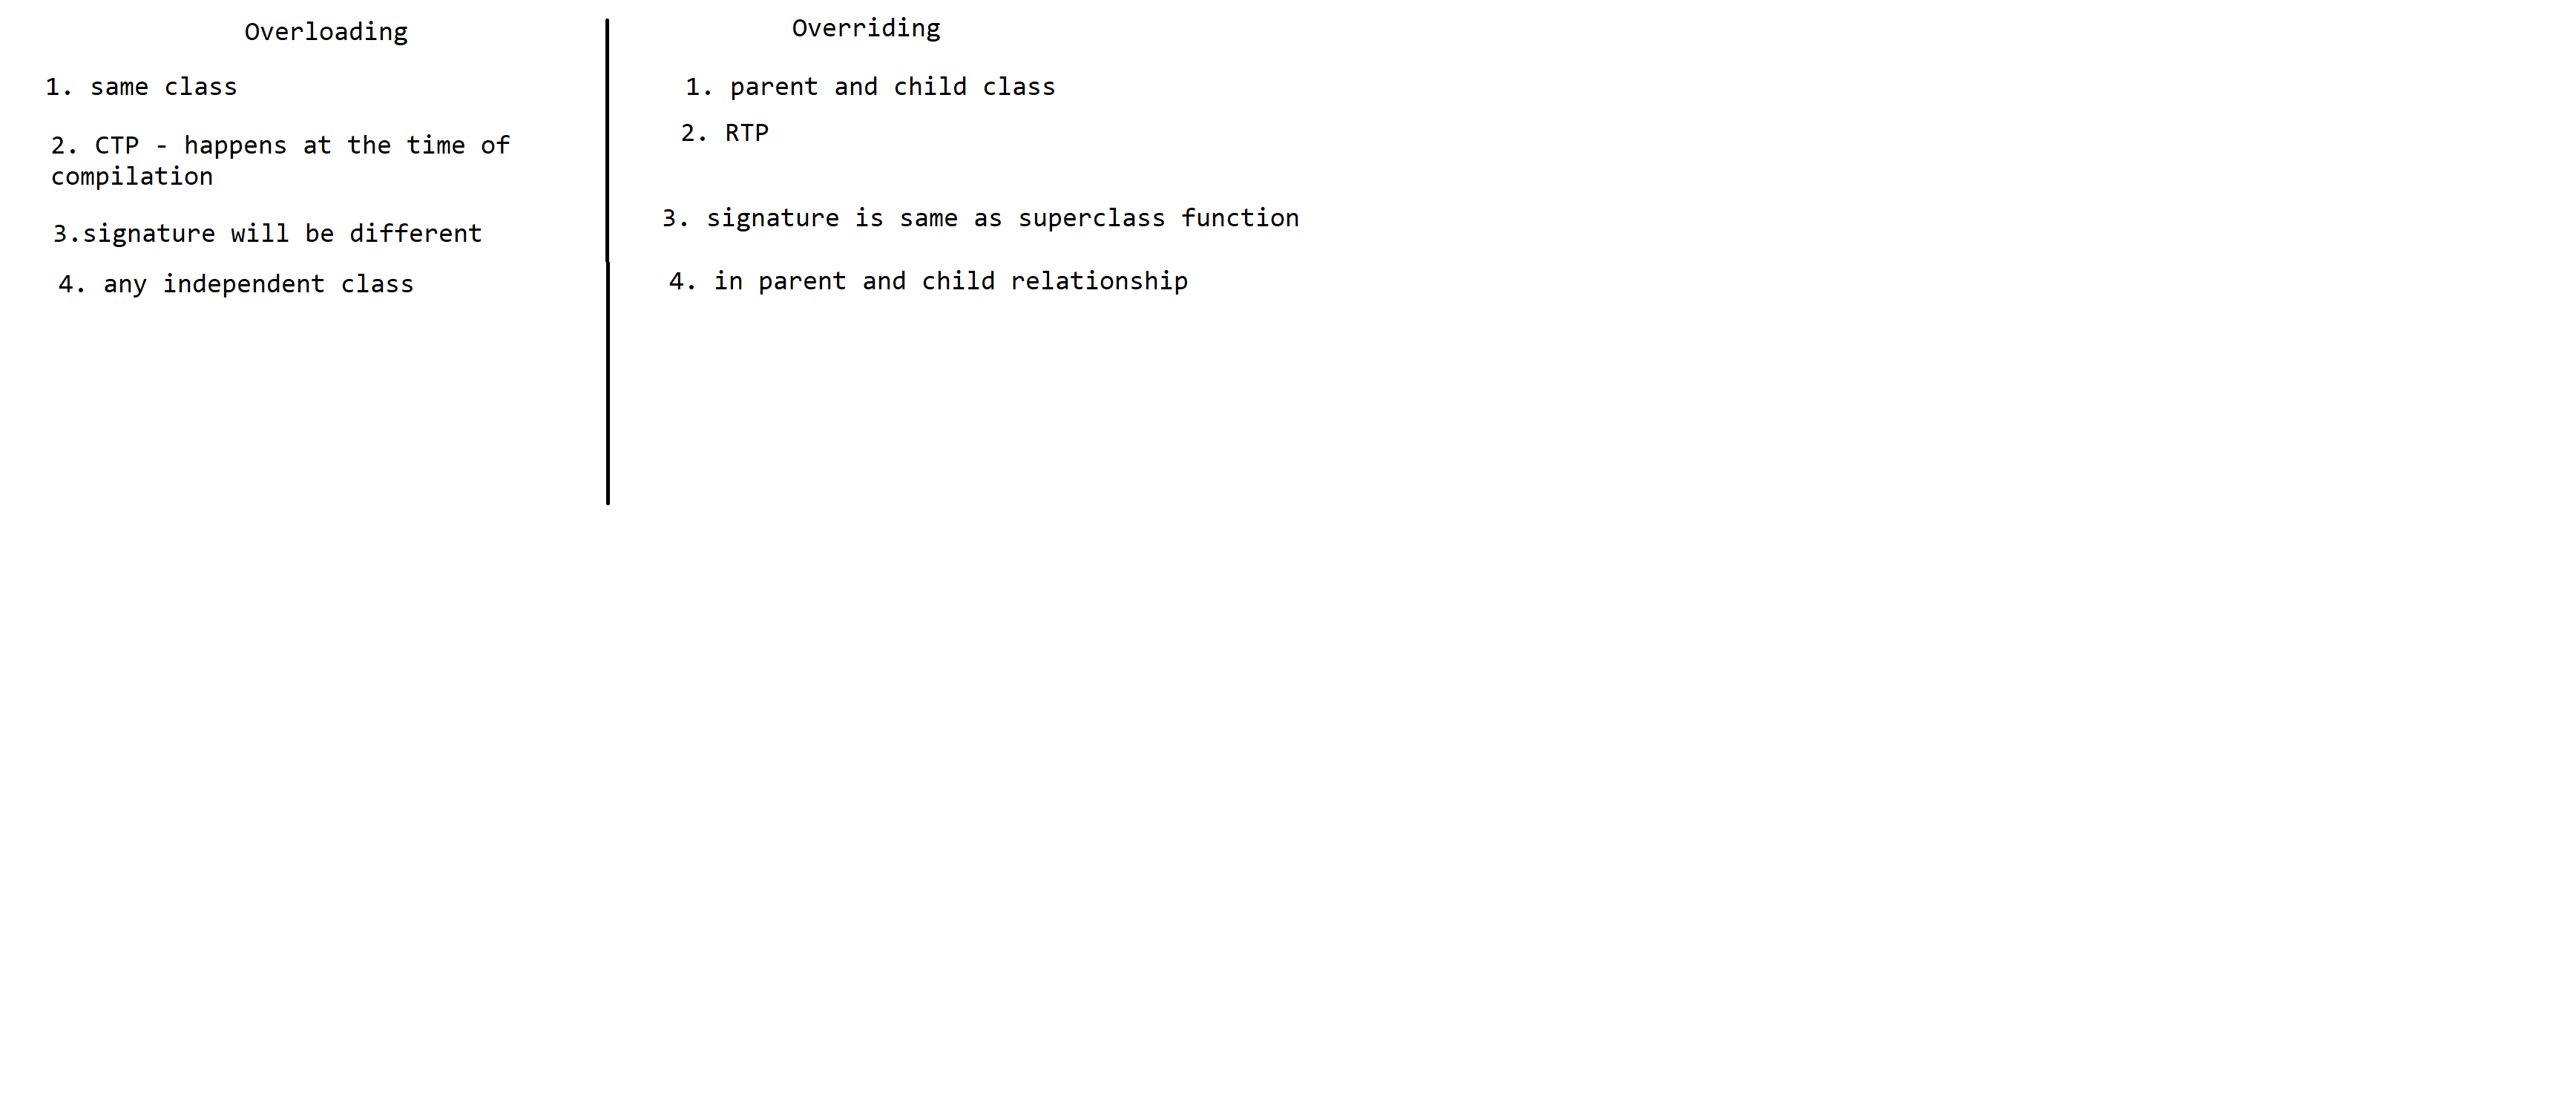 Overloading
1. same class
2. CTP - happens at the time of
compilation
3.signature will be different
4. any independent class
Overriding
1. parent and child class
2. RTP
3. signature is same as superclass function
4. in parent and child relationship